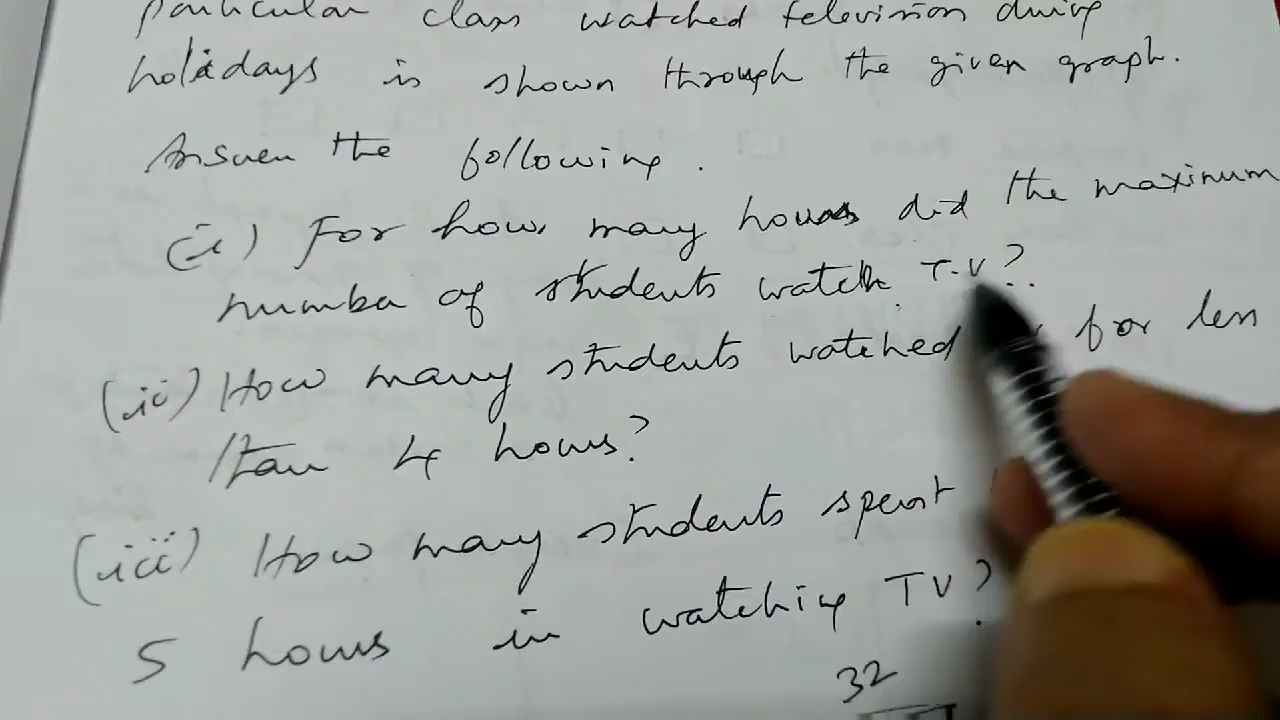 particular class watched television during
holidays is shown through the given graph.
Answer the following.
(i) For how many hours did the maximum
number of students watch T.V?
(ii) How many students watched for less
than 4 hours?
(iii) How many students spent
5 hours in watching TV?
32